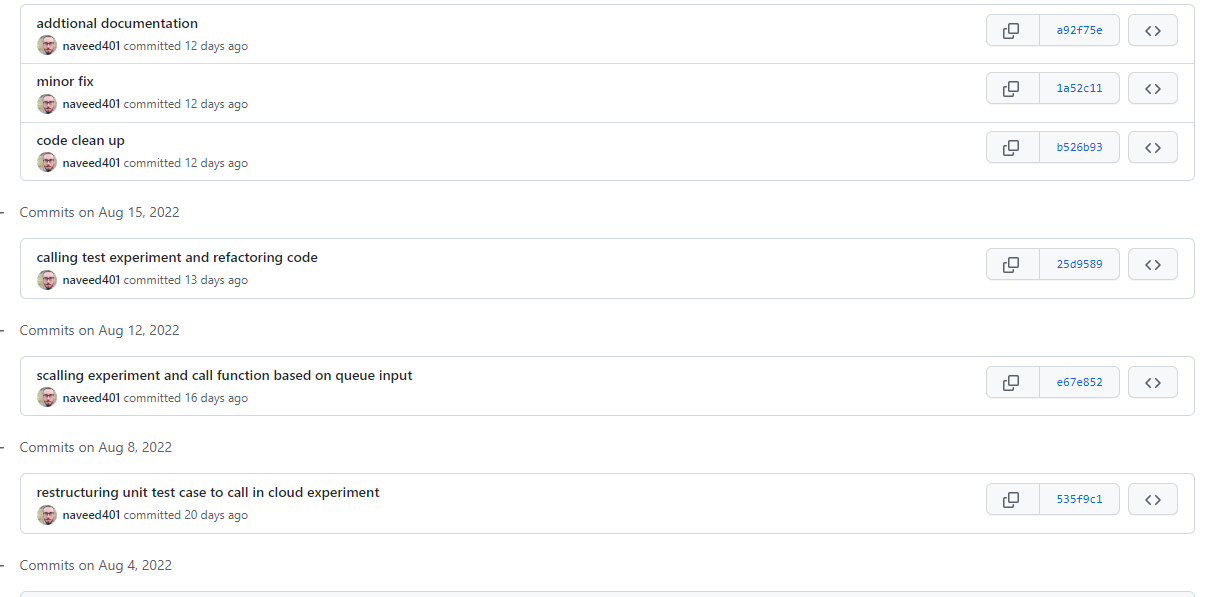 addtional documentation
a92f75e
naveed401 committed 12 days ago
minor fix
1a52c11
naveed401 committed 12 days ago
code clean up
b526b93
naveed401 committed 12 days ago
Commits on Aug 15, 2022
calling test experiment and refactoring code
25d9589
naveed401 committed 13 days ago
Commits on Aug 12, 2022
scalling experiment and call function based on queue input
e67e852
naveed401 committed 16 days ago
Commits on Aug 8, 2022
restructuring unit test case to call in cloud experiment
535f9c1
naveed401 committed 20 days ago
Commits on Aug 4, 2022